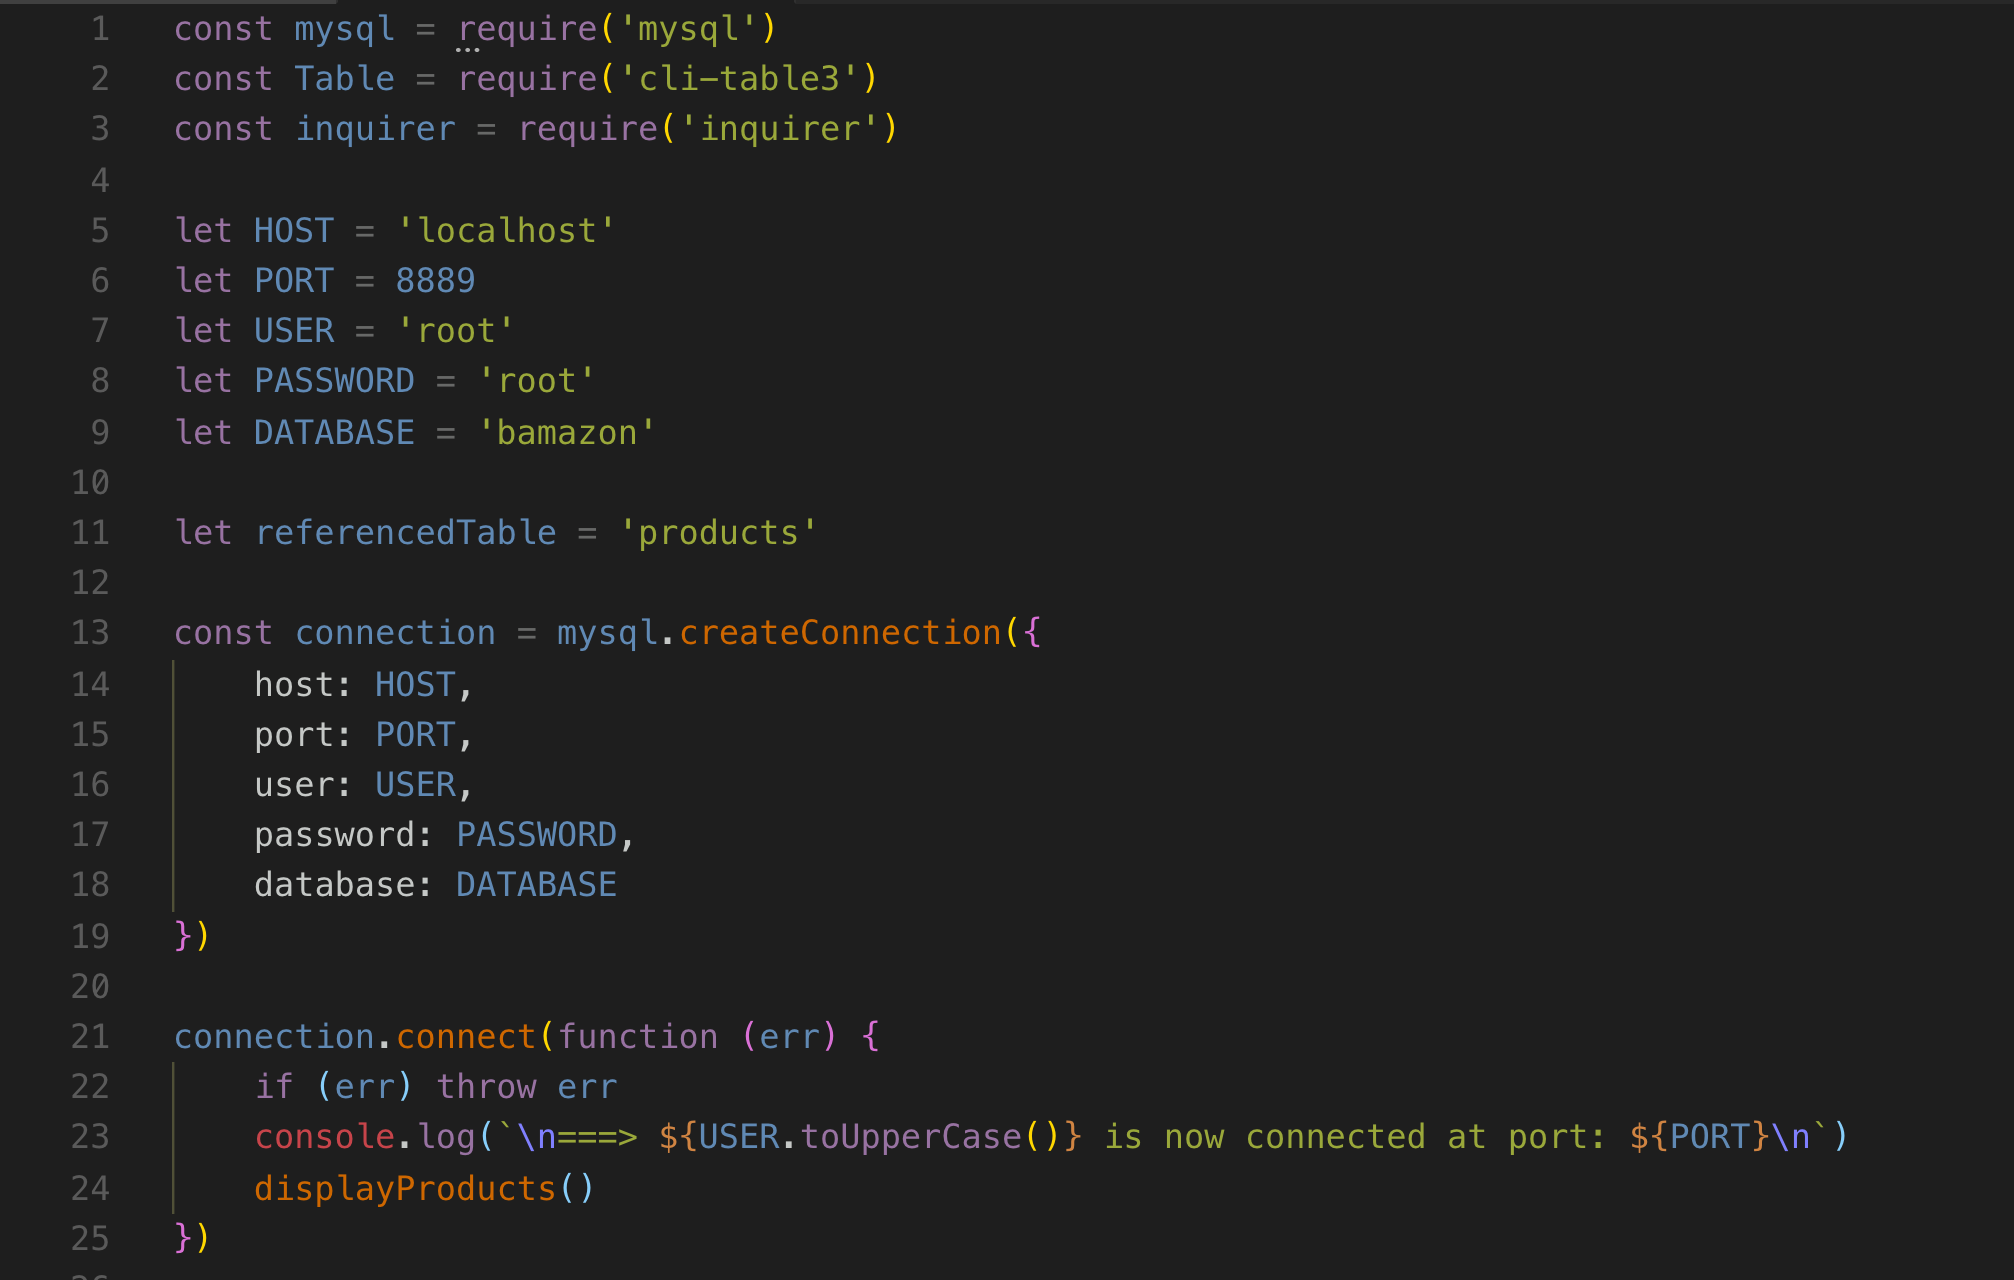 1 const mysql = require('mysql')
2 const Table = require('cli-table3')
3 const inquirer = require('inquirer')
4
5 let HOST = 'localhost'
6 let PORT = 8889
7 let USER = 'root'
8 let PASSWORD = 'root'
9 let DATABASE = 'bamazon'
10
11 let referencedTable = 'products'
12
13 const connection = mysql.createConnection({
14     host: HOST,
15     port: PORT,
16     user: USER,
17     password: PASSWORD,
18     database: DATABASE
19 })
20
21 connection.connect(function (err) {
22     if (err) throw err
23     console.log(`\n===> ${USER.toUpperCase()} is now connected at port: ${PORT}\n`)
24     displayProducts()
25 })